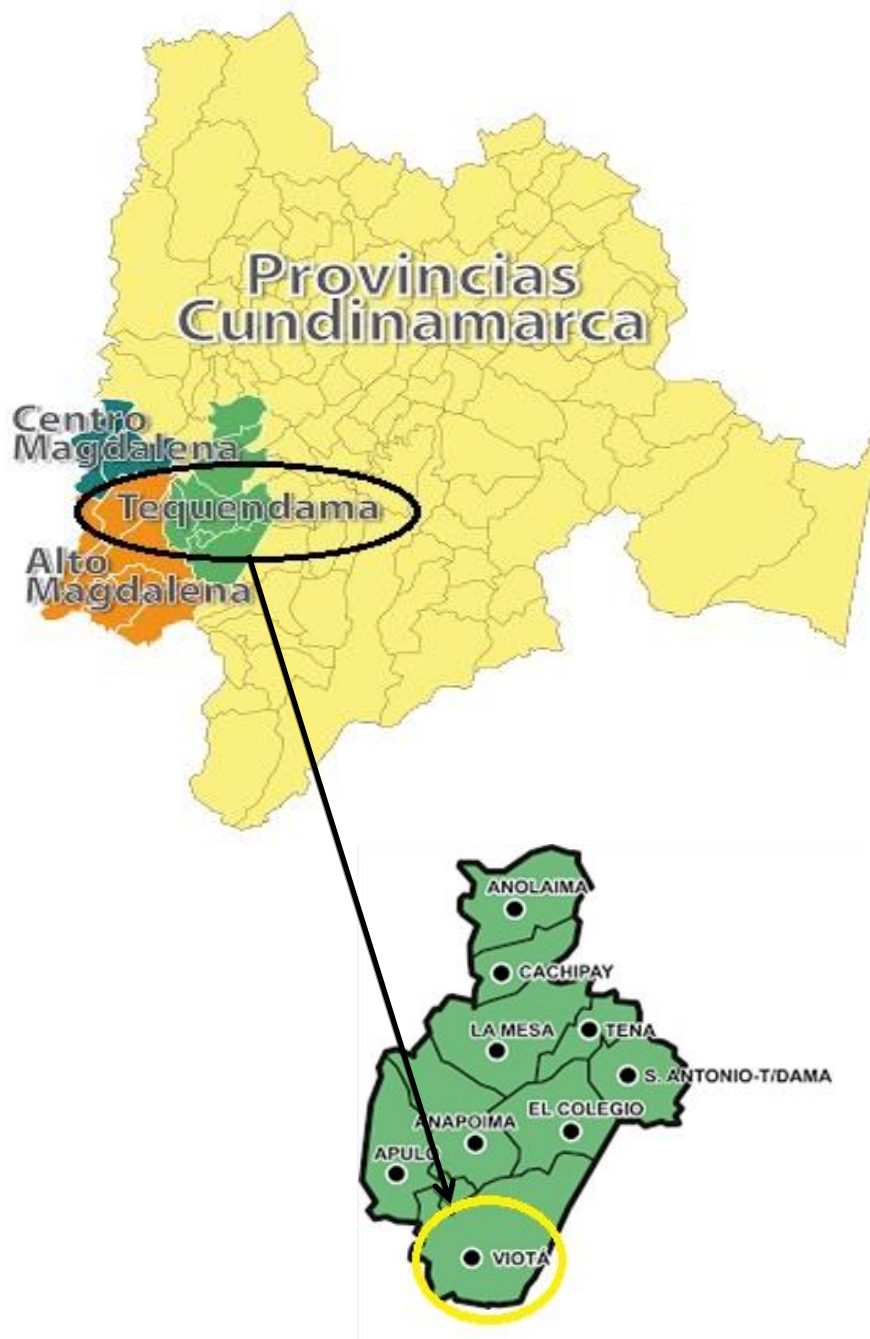 Provincias
Cundinamarca
Centro
Magdalena
Tequendama
Alto
Magdalena
ANOLAIMA
CACHIPAY
LA MESA
TENA
S. ANTONIO-T/DAMA
EL COLEGIO
ANAPOIMA
APULO
VIOTÁ